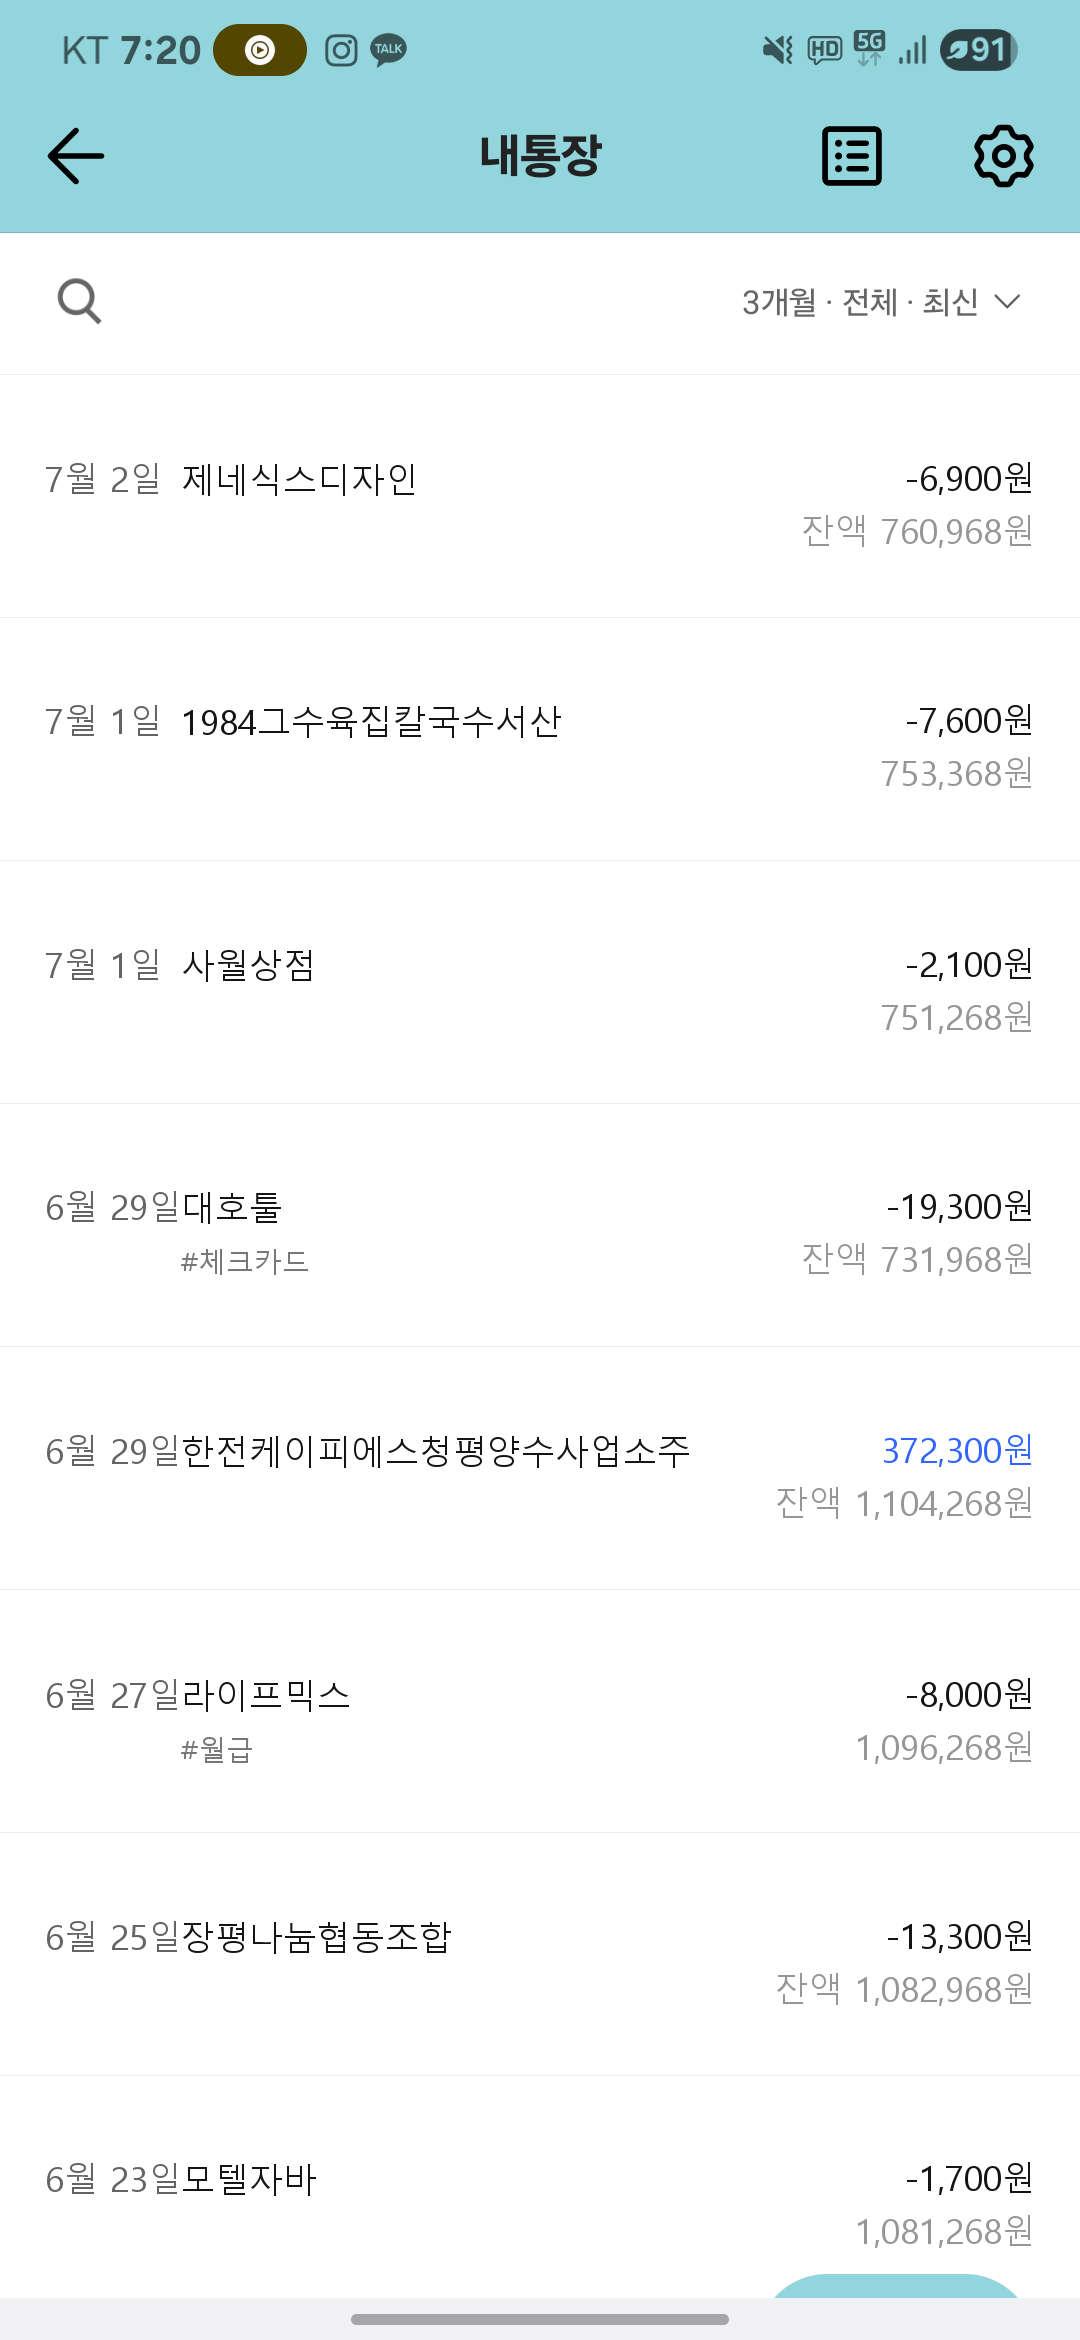 KT 7:20 TALK HD 5G 91
내통장
3개월 · 전체 · 최신
7월 2일 제네식스디자인 -6,900원
잔액 760,968원
7월 1일 1984그수육집칼국수서산 -7,600원
753,368원
7월 1일 사월상점 -2,100원
751,268원
6월 29일 대호툴 -19,300원
#체크카드 잔액 731,968원
6월 29일 한전케이피에스청평양수사업소주 372,300원
잔액 1,104,268원
6월 27일 라이프믹스 -8,000원
#월급 1,096,268원
6월 25일 장평나눔협동조합 -13,300원
잔액 1,082,968원
6월 23일 모텔자바 -1,700원
1,081,268원